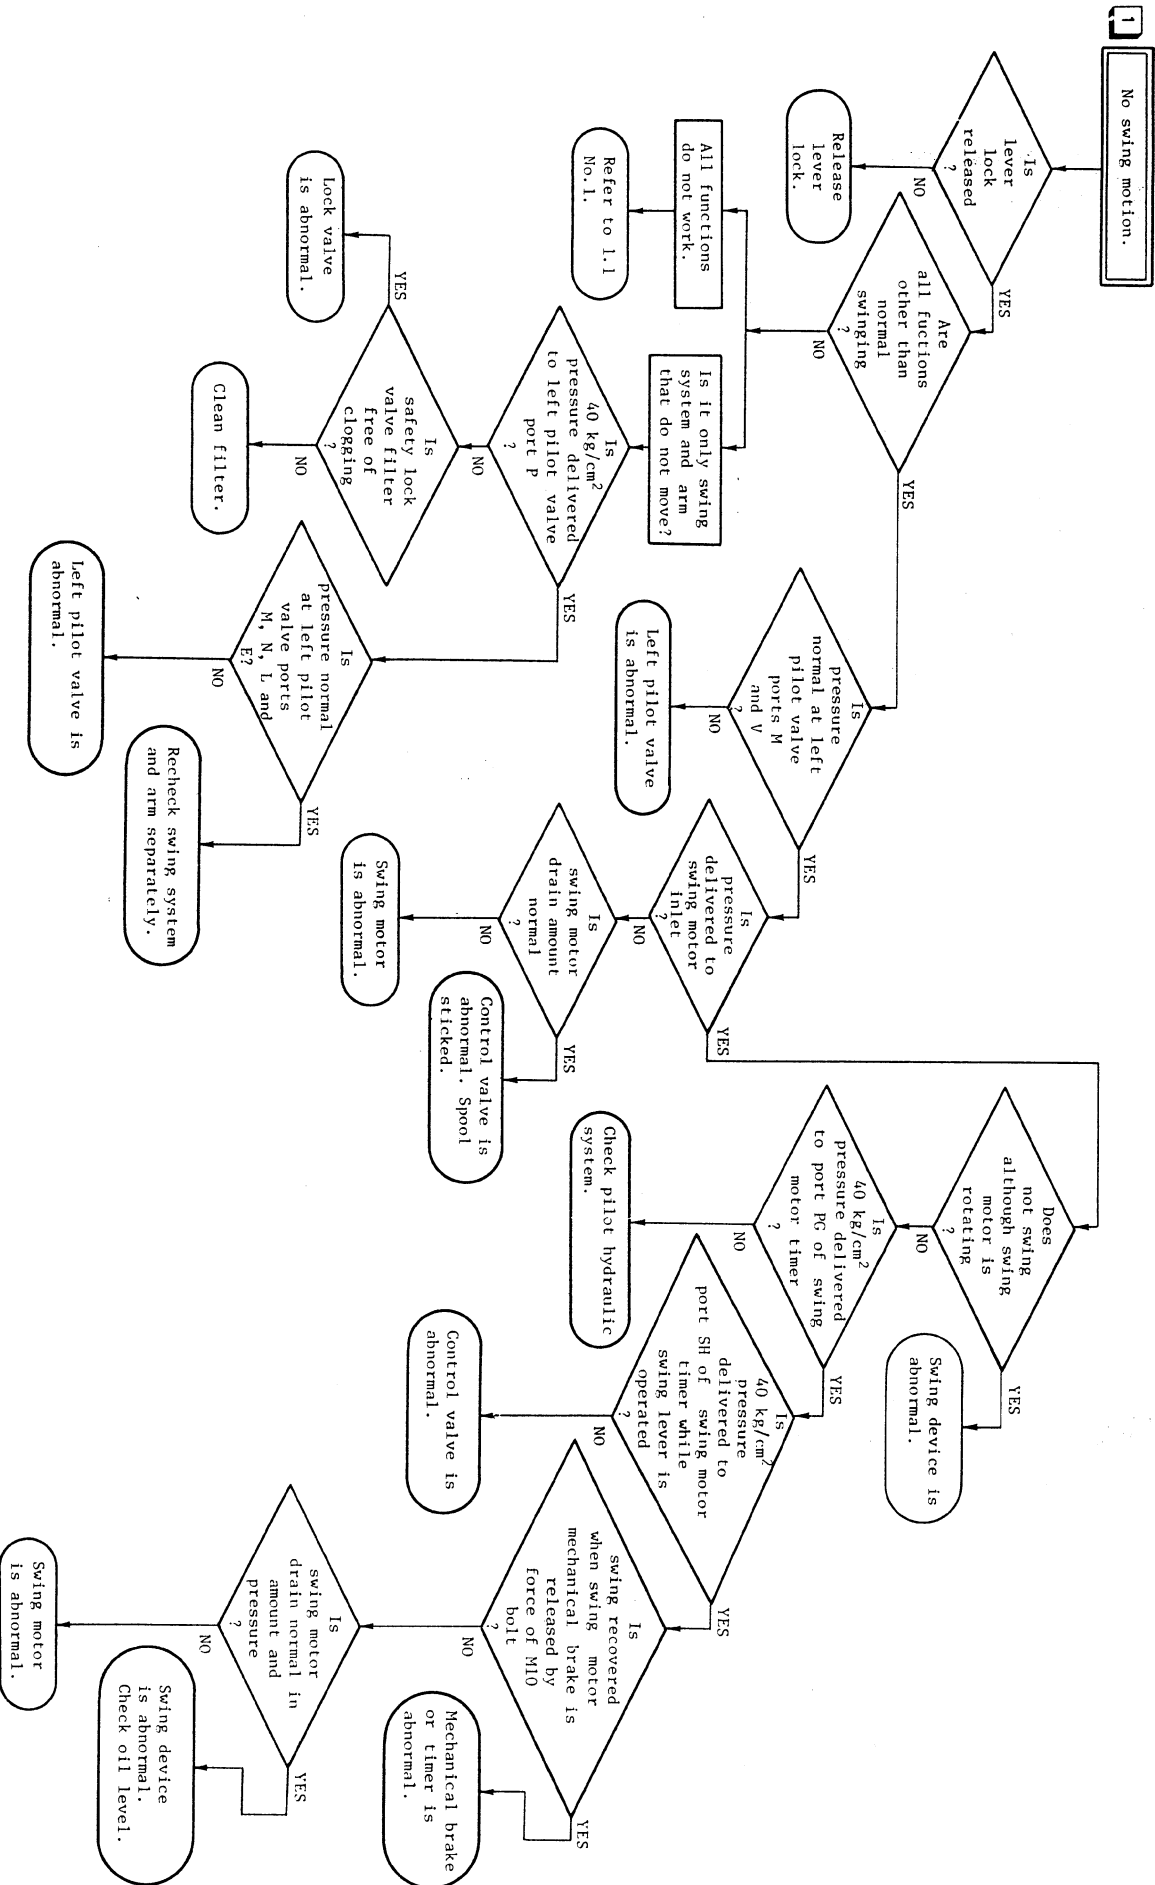 1
No swing motion.
Is
lever
lock
released
?
NO
YES
Release
lever
lock.
Are
all fuctions
other than
normal
swinging
?
NO
YES
All functions
do not work.
Refer to 1.1
No.1.
Is it only swing
system and arm
that do not move?
Is
40 kg/cm2
pressure delivered
to left pilot valve
port P
?
NO
YES
Is
safety lock
valve filter
free of
clogging
?
YES
NO
Lock valve
is abnormal.
Clean filter.
Is
pressure normal
at left pilot
valve ports
M, N, L and
E?
NO
YES
Left pilot valve is
abnormal.
Recheck swing system
and arm separately.
Is
pressure
normal at left
pilot valve
ports M
and V
?
NO
YES
Left pilot valve
is abnormal.
Is
pressure
delivered to
swing motor
inlet
?
NO
YES
Is
swing motor
drain amount
normal
?
NO
YES
Swing motor
is abnormal.
Control valve is
abnormal. Spool
sticked.
Does
not swing
although swing
motor is
rotating
?
NO
YES
Swing device is
abnormal.
Is
40 kg/cm2
pressure delivered
to port PG of swing
motor timer
?
NO
YES
Check pilot hydraulic
system.
Is
40 kg/cm2
pressure
delivered to
port SH of swing motor
timer while
swing lever is
operated
?
NO
YES
Control valve is
abnormal.
Is
swing recovered
when swing motor
mechanical brake is
released by
force of M10
bolt
?
NO
YES
Mechanical brake
or timer is
abnormal.
Is
swing motor
drain normal in
amount and
pressure
?
NO
YES
Swing motor
is abnormal.
Swing device
is abnormal.
Check oil level.